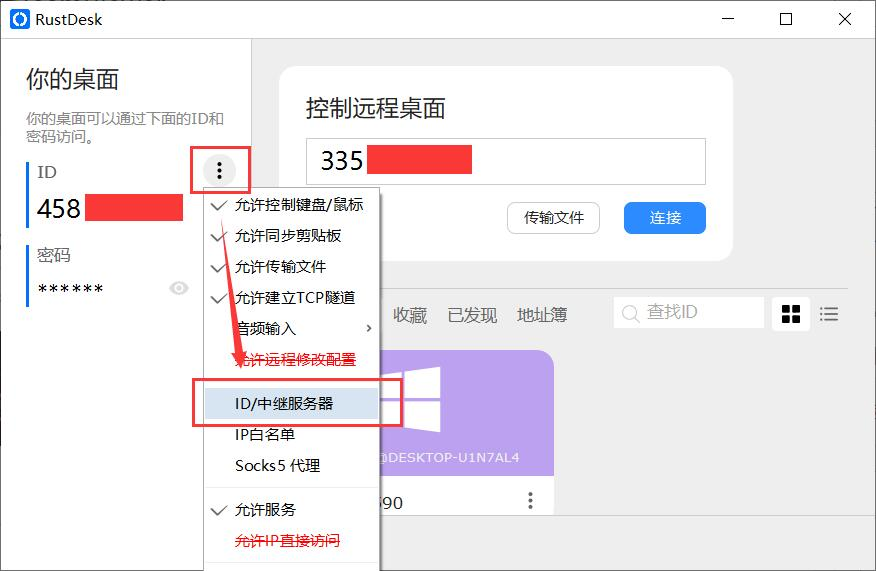 RustDesk
你的桌面
你的桌面可以通过下面的ID和
密码访问。
ID
458
密码
******
控制远程桌面
335
传输文件
连接
允许控制键盘/鼠标
允许同步剪贴板
允许传输文件
允许建立TCP隧道
音频输入
允许远程修改配置
ID/中继服务器
IP白名单
Socks5 代理
允许服务
允许IP直接访问
收藏
已发现
地址簿
查找ID
@DESKTOP-U1N7AL4
590